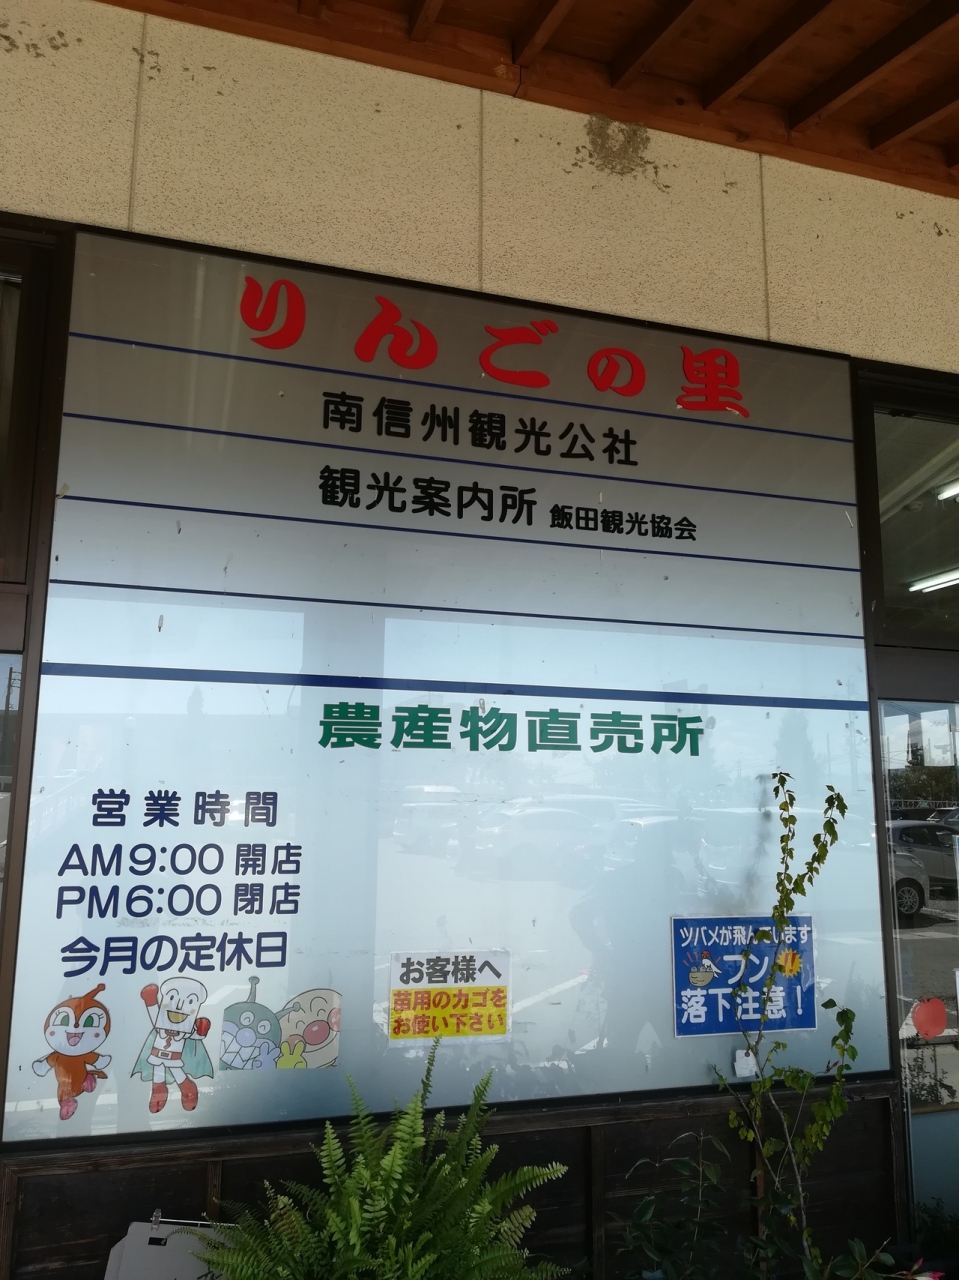 りんごの里
南信州観光公社
観光案内所 飯田観光協会
農産物直売所
営業時間
AM9:00 開店
PM6:00 閉店
今月の定休日
お客様へ
専用のカゴを
お使い下さい
ツバメが飛んでいます
フン
落下注意!